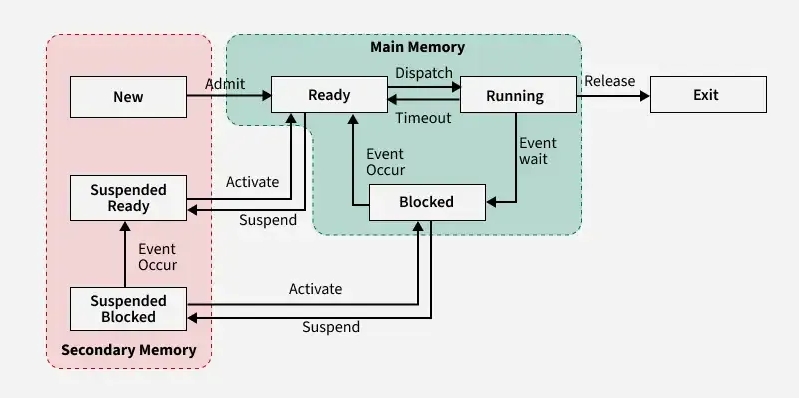 Main Memory
New
Admit
Ready
Dispatch
Timeout
Running
Release
Exit
Event
wait
Event
Occur
Blocked
Suspended
Ready
Activate
Suspend
Event
Occur
Suspended
Blocked
Activate
Suspend
Secondary Memory